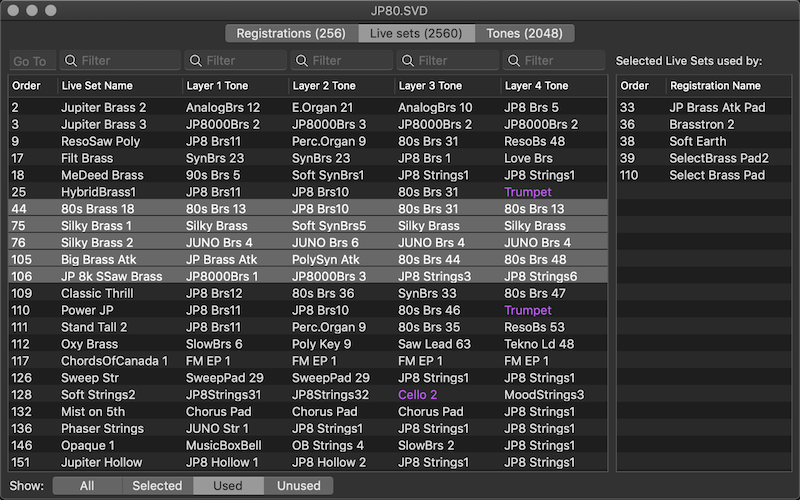 JP80.SVD
Registrations (256) Live sets (2560) Tones (2048)
Go To Filter Filter Filter Filter Filter Selected Live Sets used by:
Order Live Set Name Layer 1 Tone Layer 2 Tone Layer 3 Tone Layer 4 Tone Order Registration Name
2 Jupiter Brass 2 AnalogBrs 12 E.Organ 21 AnalogBrs 10 JP8 Brs 5 33 JP Brass Atk Pad
3 Jupiter Brass 3 JP8000Brs 2 JP8000Brs 3 JP8000Brs 2 JP8000Brs 2 36 Brasstron 2
9 ResoSaw Poly JP8 Brs11 Perc.Organ 9 80s Brs 31 ResoBs 48 38 Soft Earth
17 Filt Brass SynBrs 23 SynBrs 23 JP8 Brs 1 Love Brs 39 SelectBrass Pad2
18 MeDeed Brass 90s Brs 5 Soft SynBrs1 JP8 Strings1 JP8 Strings1 110 Select Brass Pad
25 HybridBrass1 JP8 Brs11 JP8 Brs10 80s Brs 31 Trumpet
44 80s Brass 18 80s Brs 13 JP8 Brs10 80s Brs 31 80s Brs 13
75 Silky Brass 1 Silky Brass Soft SynBrs5 Silky Brass Silky Brass
76 Silky Brass 2 JUNO Brs 4 JUNO Brs 6 JUNO Brs 4 JUNO Brs 4
105 Big Brass Atk JP Brass Atk PolySyn Atk 80s Brs 44 80s Brs 48
106 JP 8k SSaw Brass JP8000Brs 1 JP8000Brs 3 JP8 Strings3 JP8 Strings6
109 Classic Thrill JP8 Brs12 80s Brs 36 SynBrs 33 80s Brs 47
110 Power JP JP8 Brs11 JP8 Brs10 80s Brs 46 Trumpet
111 Stand Tall 2 JP8 Brs11 Perc.Organ 9 80s Brs 35 ResoBs 53
112 Oxy Brass SlowBrs 6 Poly Key 9 Saw Lead 63 Tekno Ld 48
117 ChordsOfCanada 1 FM EP 1 FM EP 1 FM EP 1 FM EP 1
126 Sweep Str SweepPad 29 SweepPad 29 JP8 Strings1 JP8 Strings1
128 Soft Strings2 JP8Strings31 JP8Strings32 Cello 2 MoodStrings3
132 Mist on 5th Chorus Pad Chorus Pad Chorus Pad JP8 Strings1
136 Phaser Strings JUNO Str 1 JP8 Strings1 JP8 Strings1 JP8 Strings1
146 Opaque 1 MusicBoxBell OB Strings 4 SlowBrs 2 JP8 Strings1
151 Jupiter Hollow JP8 Hollow 1 JP8 Hollow 2 JP8 Strings1 JP8 Strings1
Show: All Selected Used Unused